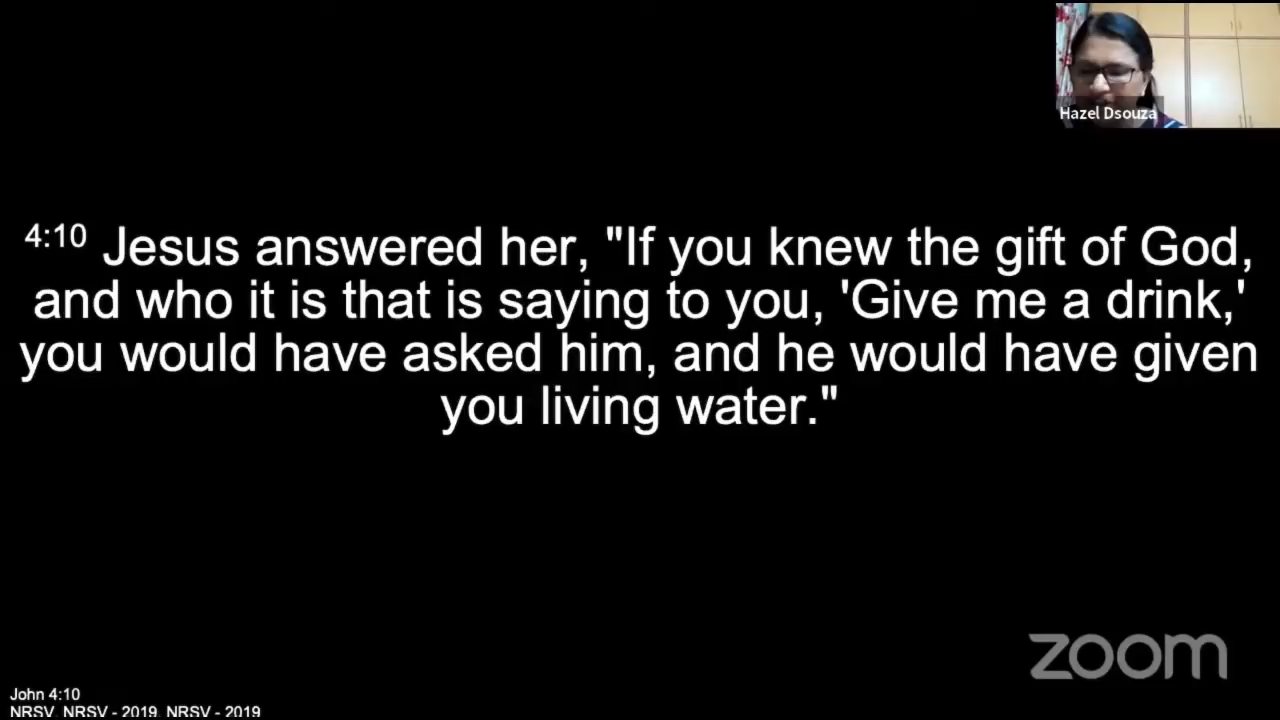 Hazel Dsouza
4:10 Jesus answered her, "If you knew the gift of God,
and who it is that is saying to you, 'Give me a drink,'
you would have asked him, and he would have given
you living water."
zoom
John 4:10
NRSV, NRSV - 2019, NRSV - 2019